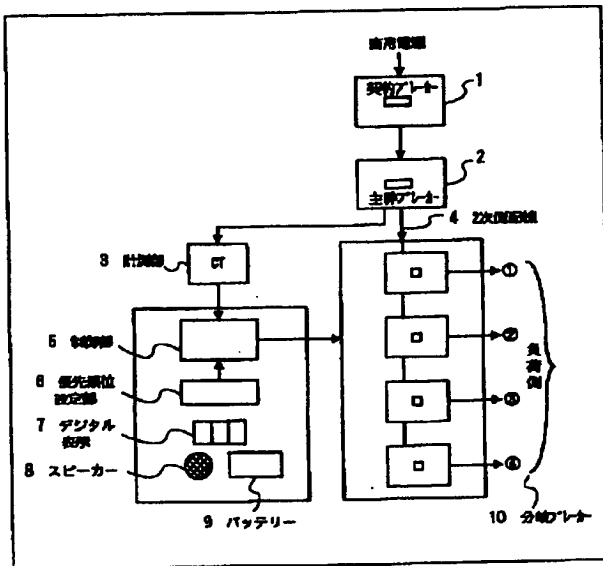 商用電源
契約ブレーカー
1
2
主幹ブレーカー
4 2次側配線
3 計測部
CT
①
5 制御部
②
6 優先順位
設定部
負荷側
③
7 デジタル
表示
8 スピーカー
④
9 バッテリー
10 分岐ブレーカー